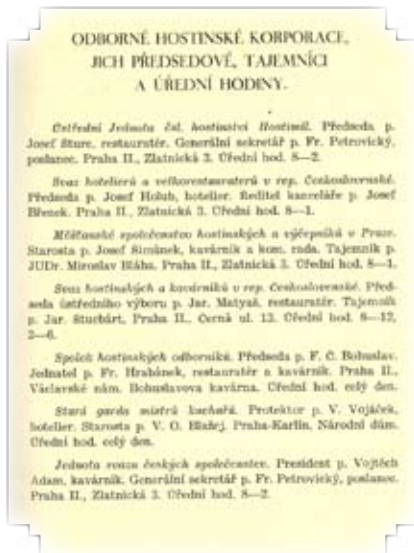 ODBORNÉ HOSTINSKÉ KORPORACE,
JICH PŘEDSEDOVÉ, TAJEMNÍCI
A ÚŘEDNÍ HODINY.
Ústřední Jednota čsl. hostinství Hostimil. Předseda p.
Josef Šturc, restauratér. Generální sekretář p. Fr. Petrovický,
poslanec. Praha II., Zlatnická 3. Úřední hod. 8—2.
Svaz hotelierů a velkorestauratérů v rep. Československé.
Předseda p. Josef Holub, hotelier. Ředitel kanceláře p. Josef
Břenek. Praha II., Zlatnická 3. Úřední hod. 8—1.
Měšťanské společenstvo hostinských a výčepníků v Praze.
Starosta p. Josef Šimánek, kavárník a kom. rada. Tajemník p.
JUDr. Miroslav Bláha, Praha II., Zlatnická 3. Úřední hod. 8—1.
Svaz hostinských a kavárníků v rep. Československé. Před-
seda ústředního výboru p. Jar. Matyáš, restauratér. Tajemník
p. Jar. Stuchárt, Praha II., Černá ul. 13. Úřední hod. 8—12,
2—6.
Spolek hostinských odborníků. Předseda p. F. C. Bohuslav.
Jednatel p. Fr. Hrabánek, restauratér a kavárník. Praha II.,
Václavské nám. Bohuslavova kavárna. Úřední hod. celý den.
Stará garda mistrů kuchařů. Protektor p. V. Vojáček,
hotelier. Starosta p. V. O. Blažej. Praha-Karlín, Národní dům.
Úřední hod. celý den.
Jednota svazu českých společenstev. President p. Vojtěch
Adam, kavárník. Generální sekretář p. Fr. Petrovický, poslanec.
Praha II., Zlatnická 3. Úřední hod. 8—2.